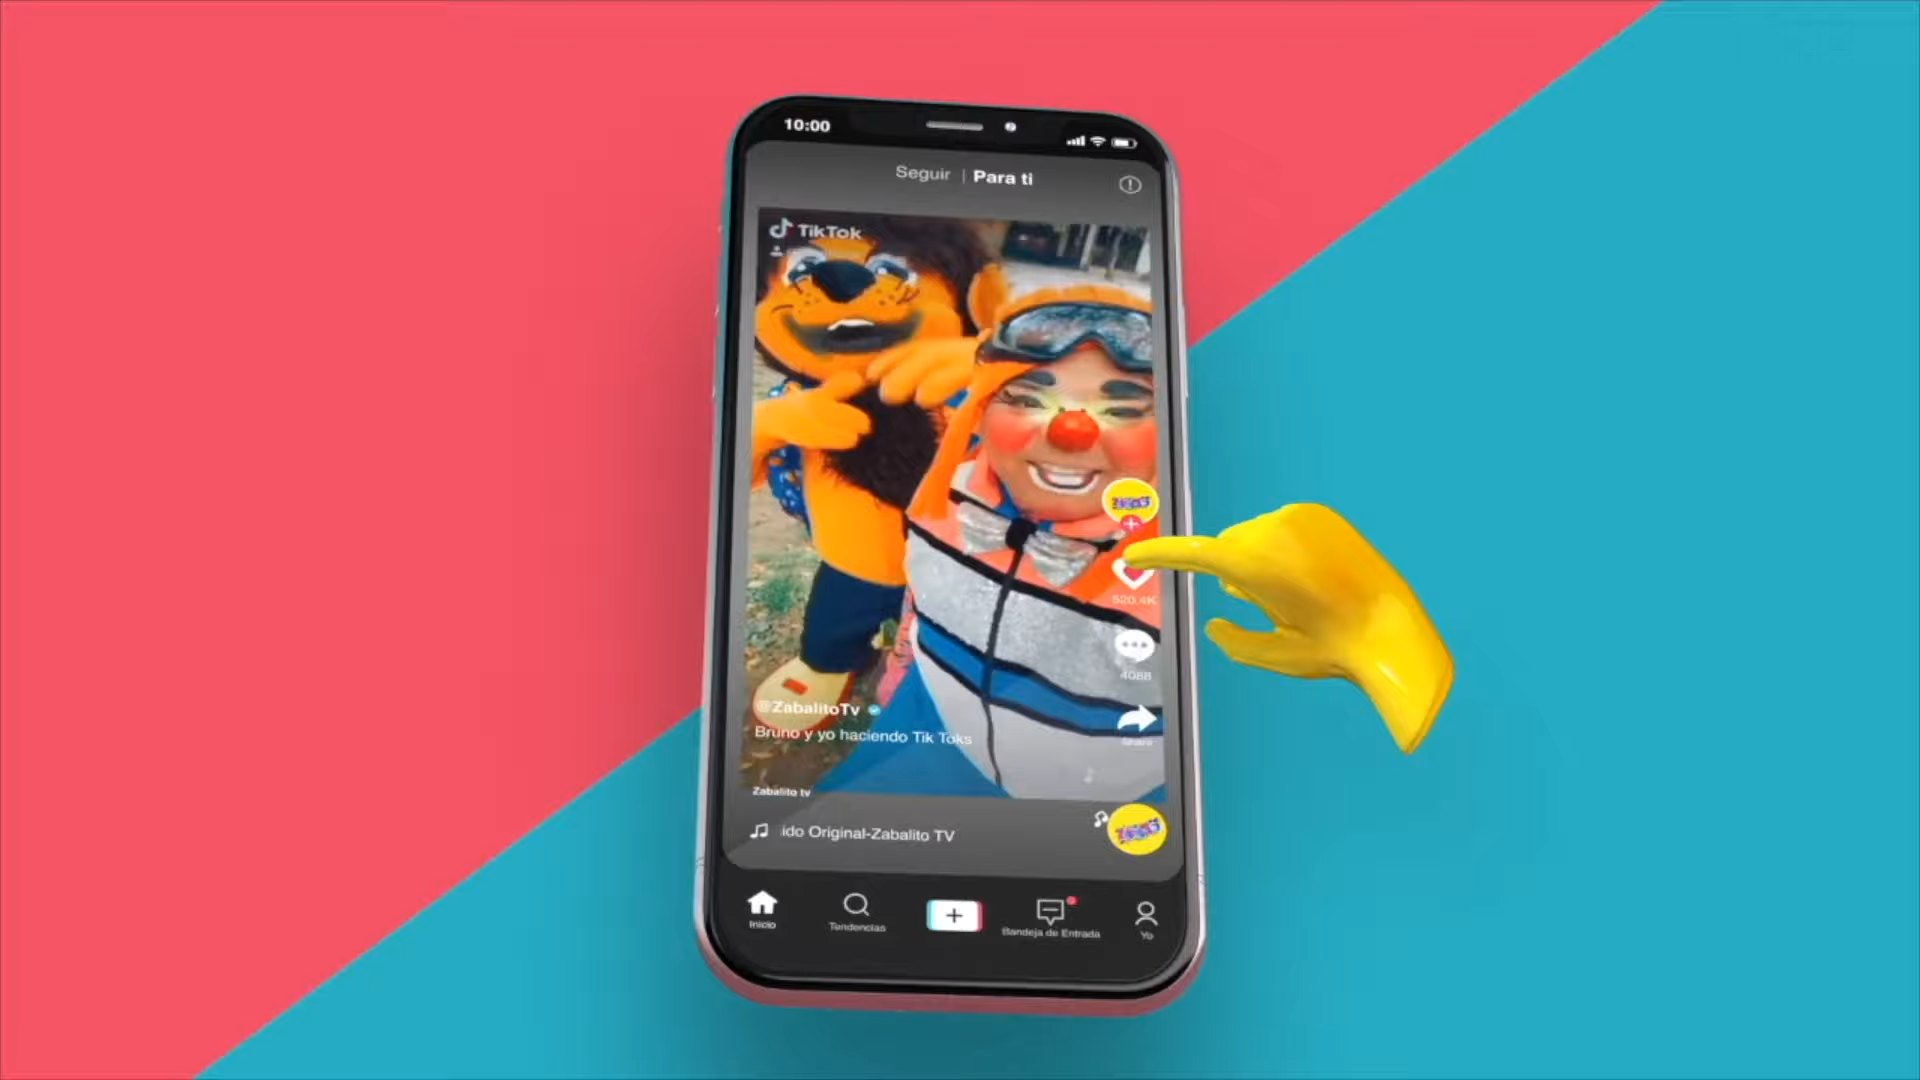 10:00
Seguir | Para ti
TikTok
520.4K
4088
Share
@ZabalitoTv
Bruno y yo haciendo Tik Toks
Zabalito tv
ido Original-Zabalito TV
Inicio
Tendencias
Bandeja de Entrada
Yo